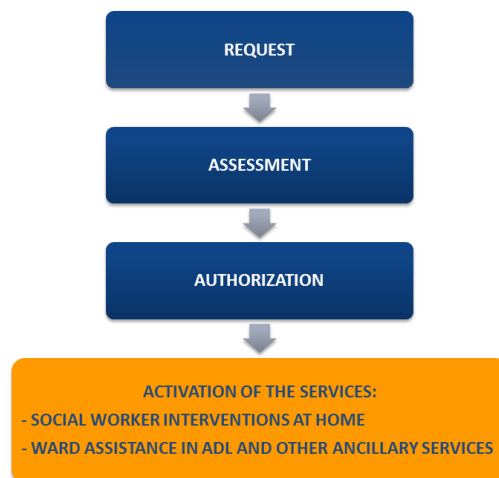 REQUEST
ASSESSMENT
AUTHORIZATION
ACTIVATION OF THE SERVICES:
- SOCIAL WORKER INTERVENTIONS AT HOME
- WARD ASSISTANCE IN ADL AND OTHER ANCILLARY SERVICES